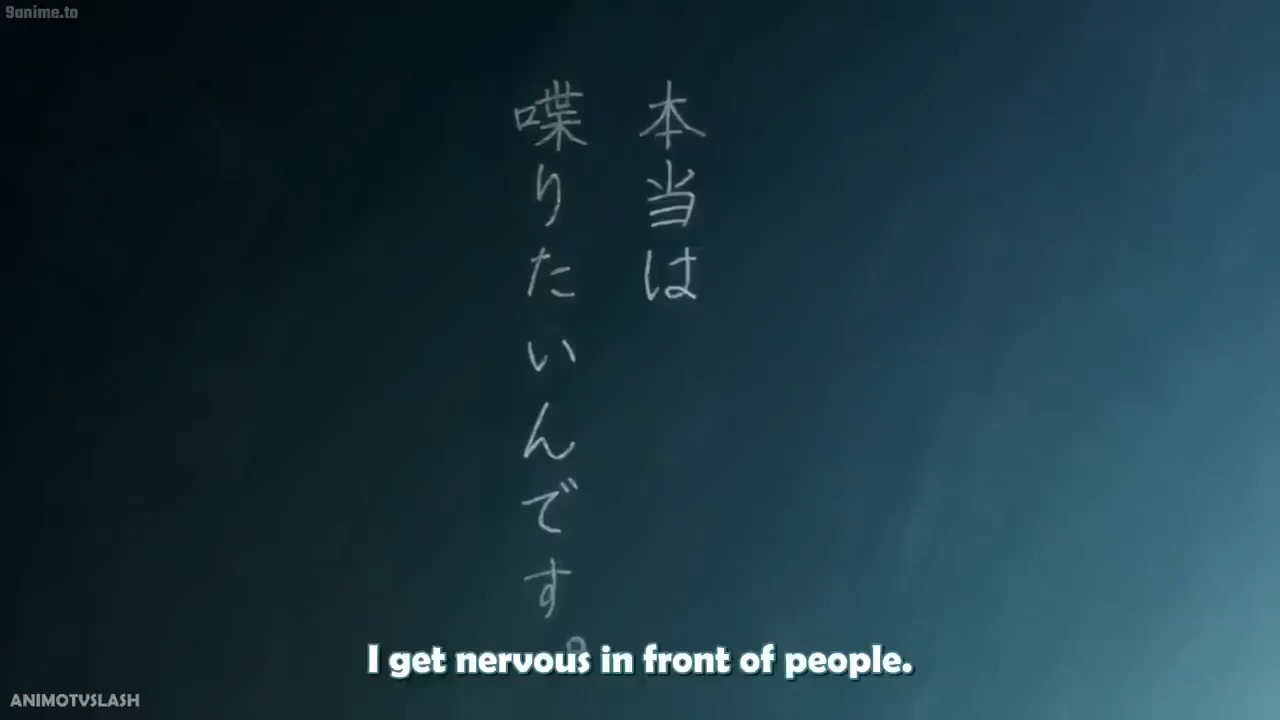 9anime.to
本当は
喋りたいんです。
I get nervous in front of people.
ANIMOTVSLASH